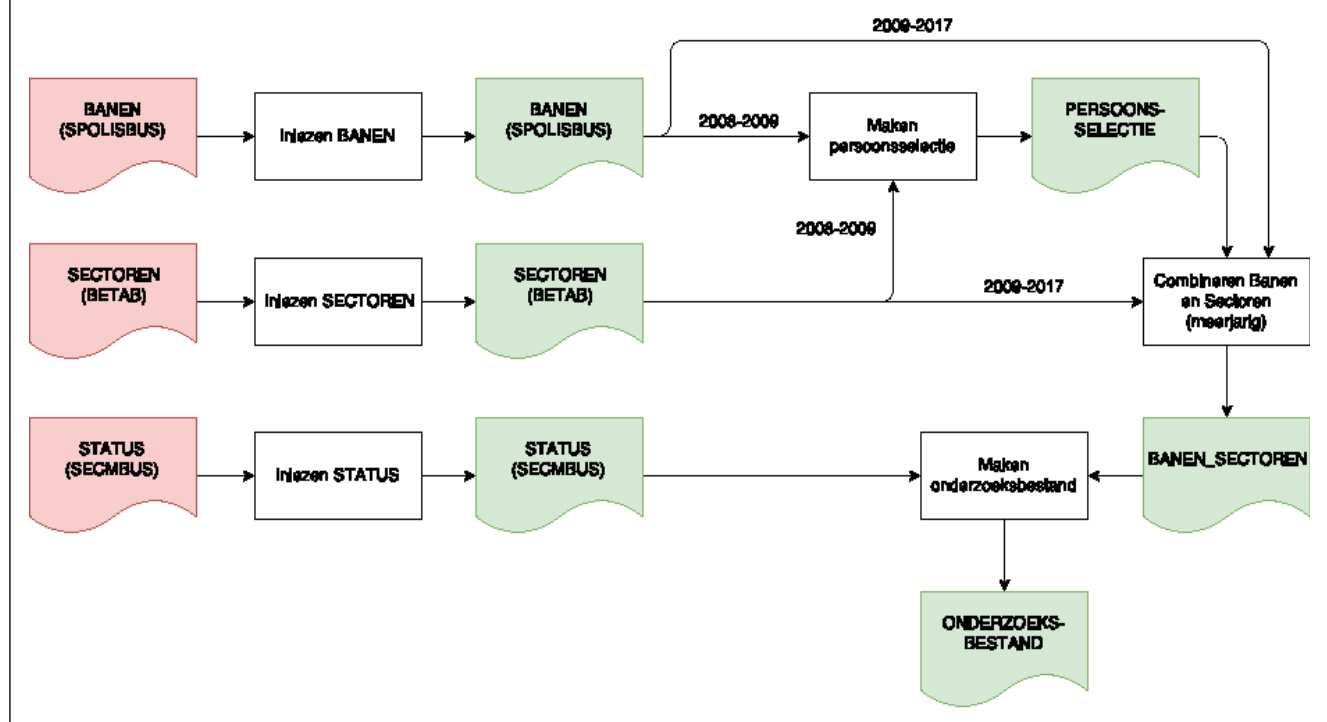 2009-2017
BANEN
(SPOLISBUS)
Inlezen BANEN
BANEN
(SPOLISBUS)
2008-2009
Maken
persoonsselectie
PERSOONS-
SELECTIE
2008-2009
SECTOREN
(BETAB)
Inlezen SECTOREN
SECTOREN
(BETAB)
2009-2017
Combineren Banen
en Sectoren
(meerjarig)
STATUS
(SECMBUS)
Inlezen STATUS
STATUS
(SECMBUS)
Maken
onderzoeksbestand
BANEN_SECTOREN
ONDERZOEKS-
BESTAND